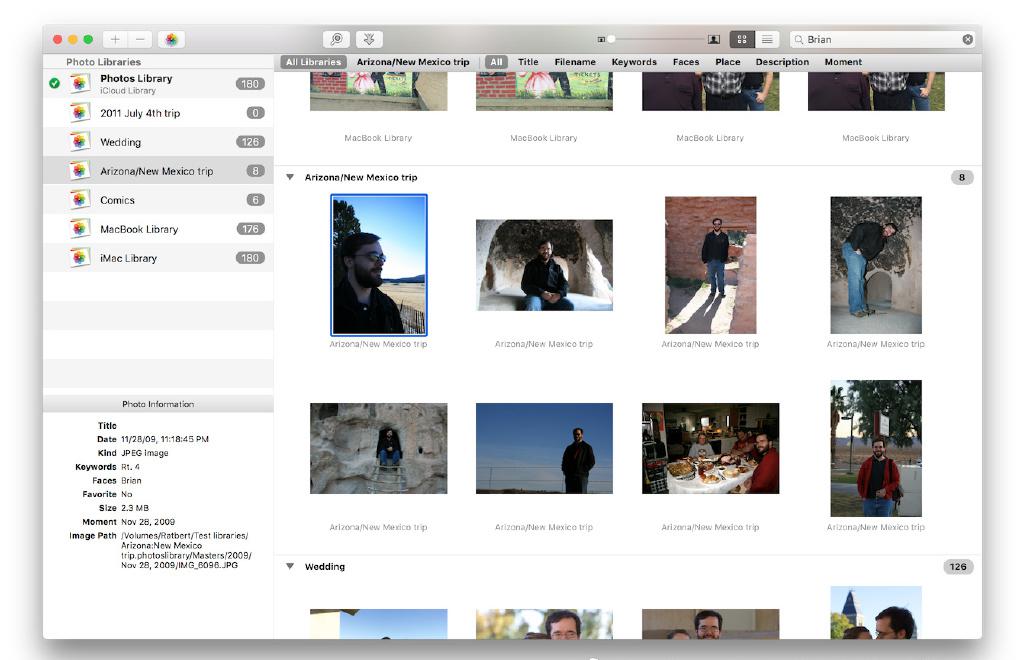 Brian
Photo Libraries
All Libraries Arizona/New Mexico trip All Title Filename Keywords Faces Place Description Moment
Photos Library
iCloud Library
180
2011 July 4th trip 0
Wedding 126
Arizona/New Mexico trip 8
Comics 6
MacBook Library 176
iMac Library 180
TICKETS
MacBook Library MacBook Library MacBook Library MacBook Library
Arizona/New Mexico trip 8
Arizona/New Mexico trip Arizona/New Mexico trip Arizona/New Mexico trip Arizona/New Mexico trip
Arizona/New Mexico trip Arizona/New Mexico trip Arizona/New Mexico trip Arizona/New Mexico trip
Wedding 126
Photo Information
Title
Date 11/28/09, 11:18:45 PM
Kind JPEG image
Keywords Rt. 4
Faces Brian
Favorite No
Size 2.3 MB
Moment Nov 28, 2009
Image Path /Volumes/Ratbert/Test libraries/
Arizona:New Mexico
trip.photoslibrary/Masters/2009/
Nov 28, 2009/IMG_6096.JPG